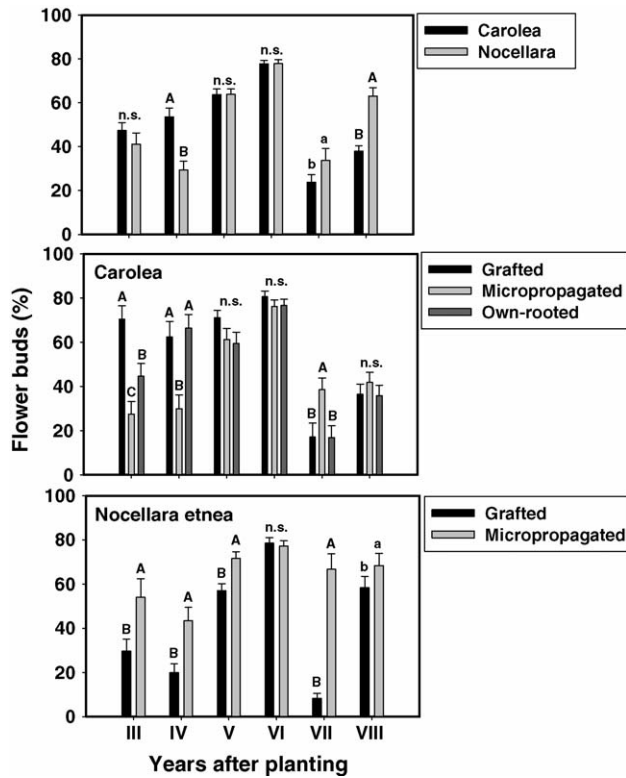 Carolea
Nocellara
n.s. A B n.s. n.s. b a B A
80
60
40
20
0
Flower buds (%)
Carolea
Grafted
Micropropagated
Own-rooted
A C B A B A n.s. n.s. B A B n.s.
100
80
60
40
20
0
Nocellara etnea
Grafted
Micropropagated
B A B A B A n.s. B A b a
100
80
60
40
20
0
III IV V VI VII VIII
Years after planting